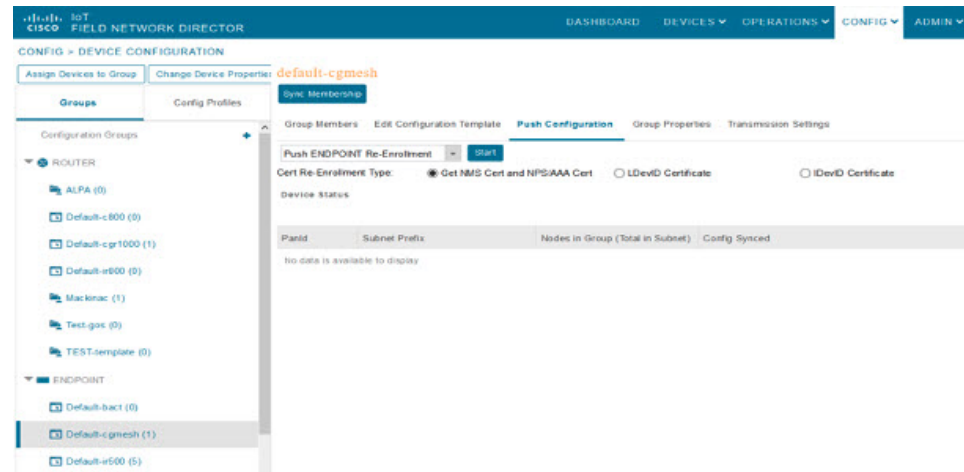 cisco IoT
FIELD NETWORK DIRECTOR
DASHBOARD DEVICES OPERATIONS CONFIG ADMIN
CONFIG > DEVICE CONFIGURATION
Assign Devices to Group Change Device Properties
Groups Config Profiles
Configuration Groups
ROUTER
ALPA (0)
Default-c800 (0)
Default-cgr1000 (1)
Default-ir800 (0)
Mackinac (1)
Test-gos (0)
TEST-template (0)
ENDPOINT
Default-bact (0)
Default-cgmesh (1)
Default-ir500 (5)
default-cgmesh
Sync Membership
Group Members Edit Configuration Template Push Configuration Group Properties Transmission Settings
Push ENDPOINT Re-Enrollment Start
Cert Re-Enrollment Type: Get NMS Cert and NPS/AAA Cert LDevID Certificate IDevID Certificate
Device Status
PanId Subnet Prefix Nodes in Group (Total in Subnet) Config Synced
No data is available to display